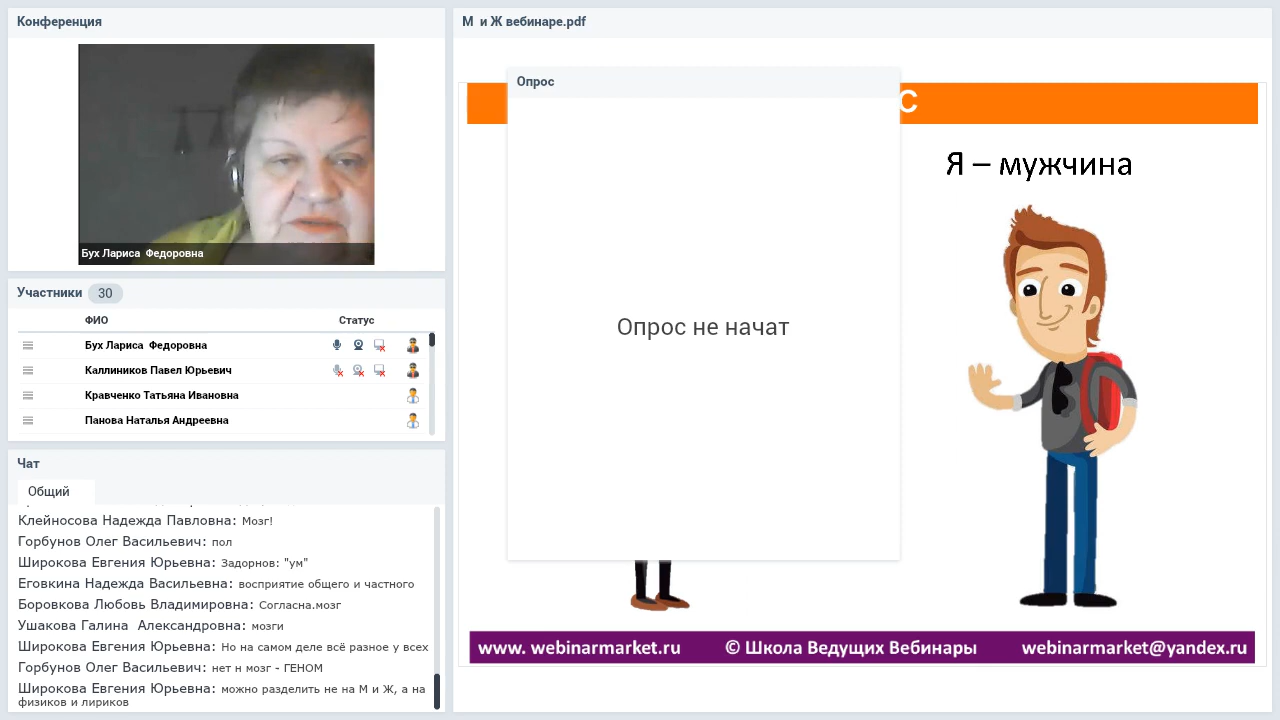 Конференция
Бух Лариса  Федоровна
Участники 30
ФИО Статус
Бух Лариса  Федоровна
Каллиников Павел Юрьевич
Кравченко Татьяна Ивановна
Панова Наталья Андреевна
Чат
Общий
Клейносова Надежда Павловна: Мозг!
Горбунов Олег Васильевич: пол
Широкова Евгения Юрьевна: Задорнов: "ум"
Еговкина Надежда Васильевна: восприятие общего и частного
Боровкова Любовь Владимировна: Согласна.мозг
Ушакова Галина  Александровна: мозги
Широкова Евгения Юрьевна: Но на самом деле всё разное у всех
Горбунов Олег Васильевич: нет н мозг - ГЕНОМ
Широкова Евгения Юрьевна: можно разделить не на М и Ж, а на
физиков и лириков
М  и Ж вебинаре.pdf
Опрос
С
Опрос не начат
Я – мужчина
www. webinarmarket.ru © Школа Ведущих Вебинары webinarmarket@yandex.ru